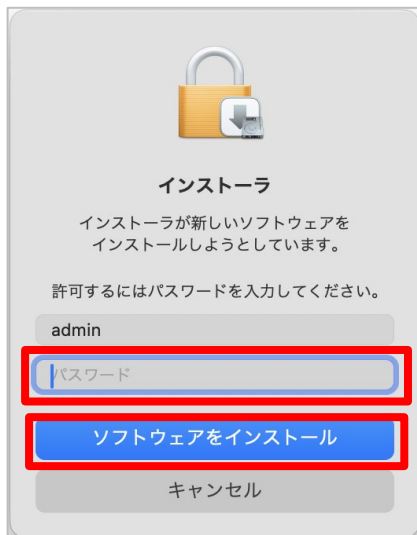 インストーラ
インストーラが新しいソフトウェアを
インストールしようとしています。
許可するにはパスワードを入力してください。
admin
パスワード
ソフトウェアをインストール
キャンセル